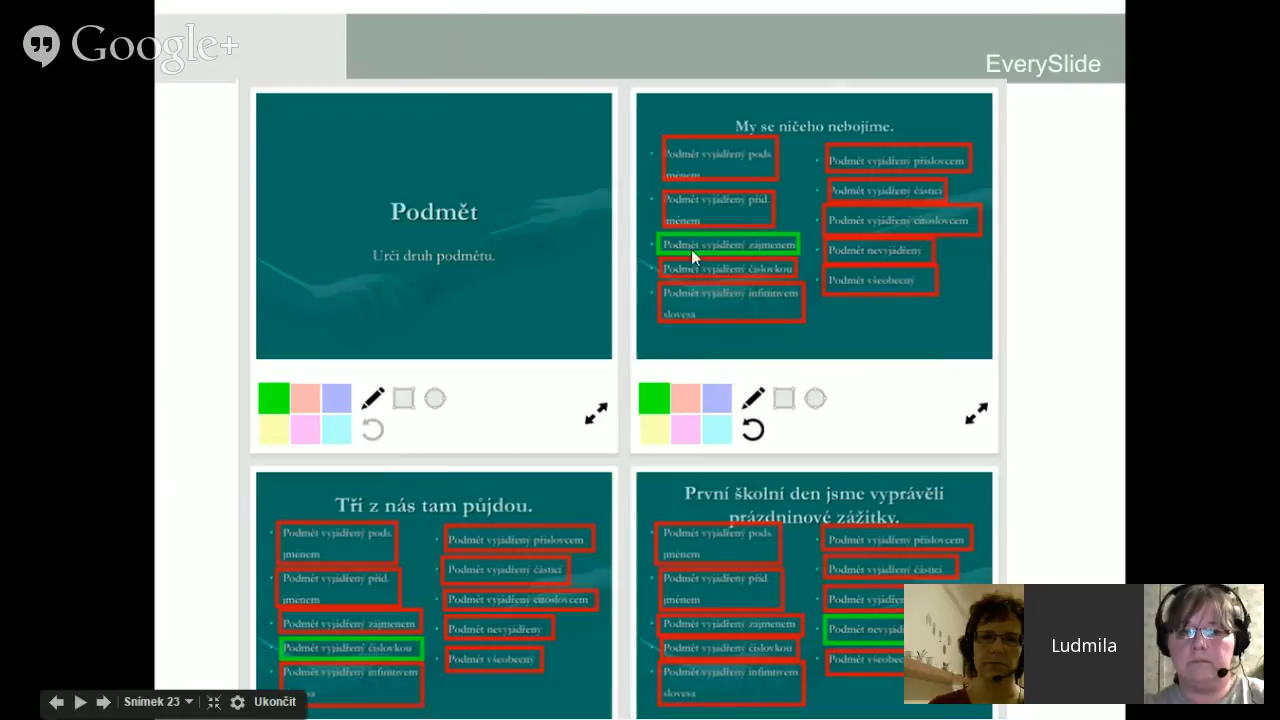 Google+
EverySlide
Podmět
Urči druh podmětu.
My se ničeho nebojíme.
Podmět vyjádřený pods.
jménem
Podmět vyjádřený příd.
jménem
Podmět vyjádřený zájmenem
Podmět vyjádřený číslovkou
Podmět vyjádřený infinitivem
slovesa
Podmět vyjádřený příslovcem
Podmět vyjádřený částicí
Podmět vyjádřený citoslovcem
Podmět nevyjádřený
Podmět všeobecný
Tři z nás tam půjdou.
Podmět vyjádřený pods.
jménem
Podmět vyjádřený příd.
jménem
Podmět vyjádřený zájmenem
Podmět vyjádřený číslovkou
Podmět vyjádřený infinitivem
Podmět vyjádřený příslovcem
Podmět vyjádřený částicí
Podmět vyjádřený citoslovcem
Podmět nevyjádřený
Podmět všeobecný
První školní den jsme vyprávěli
prázdninové zážitky.
Podmět vyjádřený pods.
jménem
Podmět vyjádřený příd.
jménem
Podmět vyjádřený zájmenem
Podmět vyjádřený číslovkou
Podmět vyjádřený infinitivem
slovesa
Podmět vyjádřený příslovcem
Podmět vyjádřený částicí
Podmět
Podmět
Podmět
Ludmila
Snímek 23
Ukončit